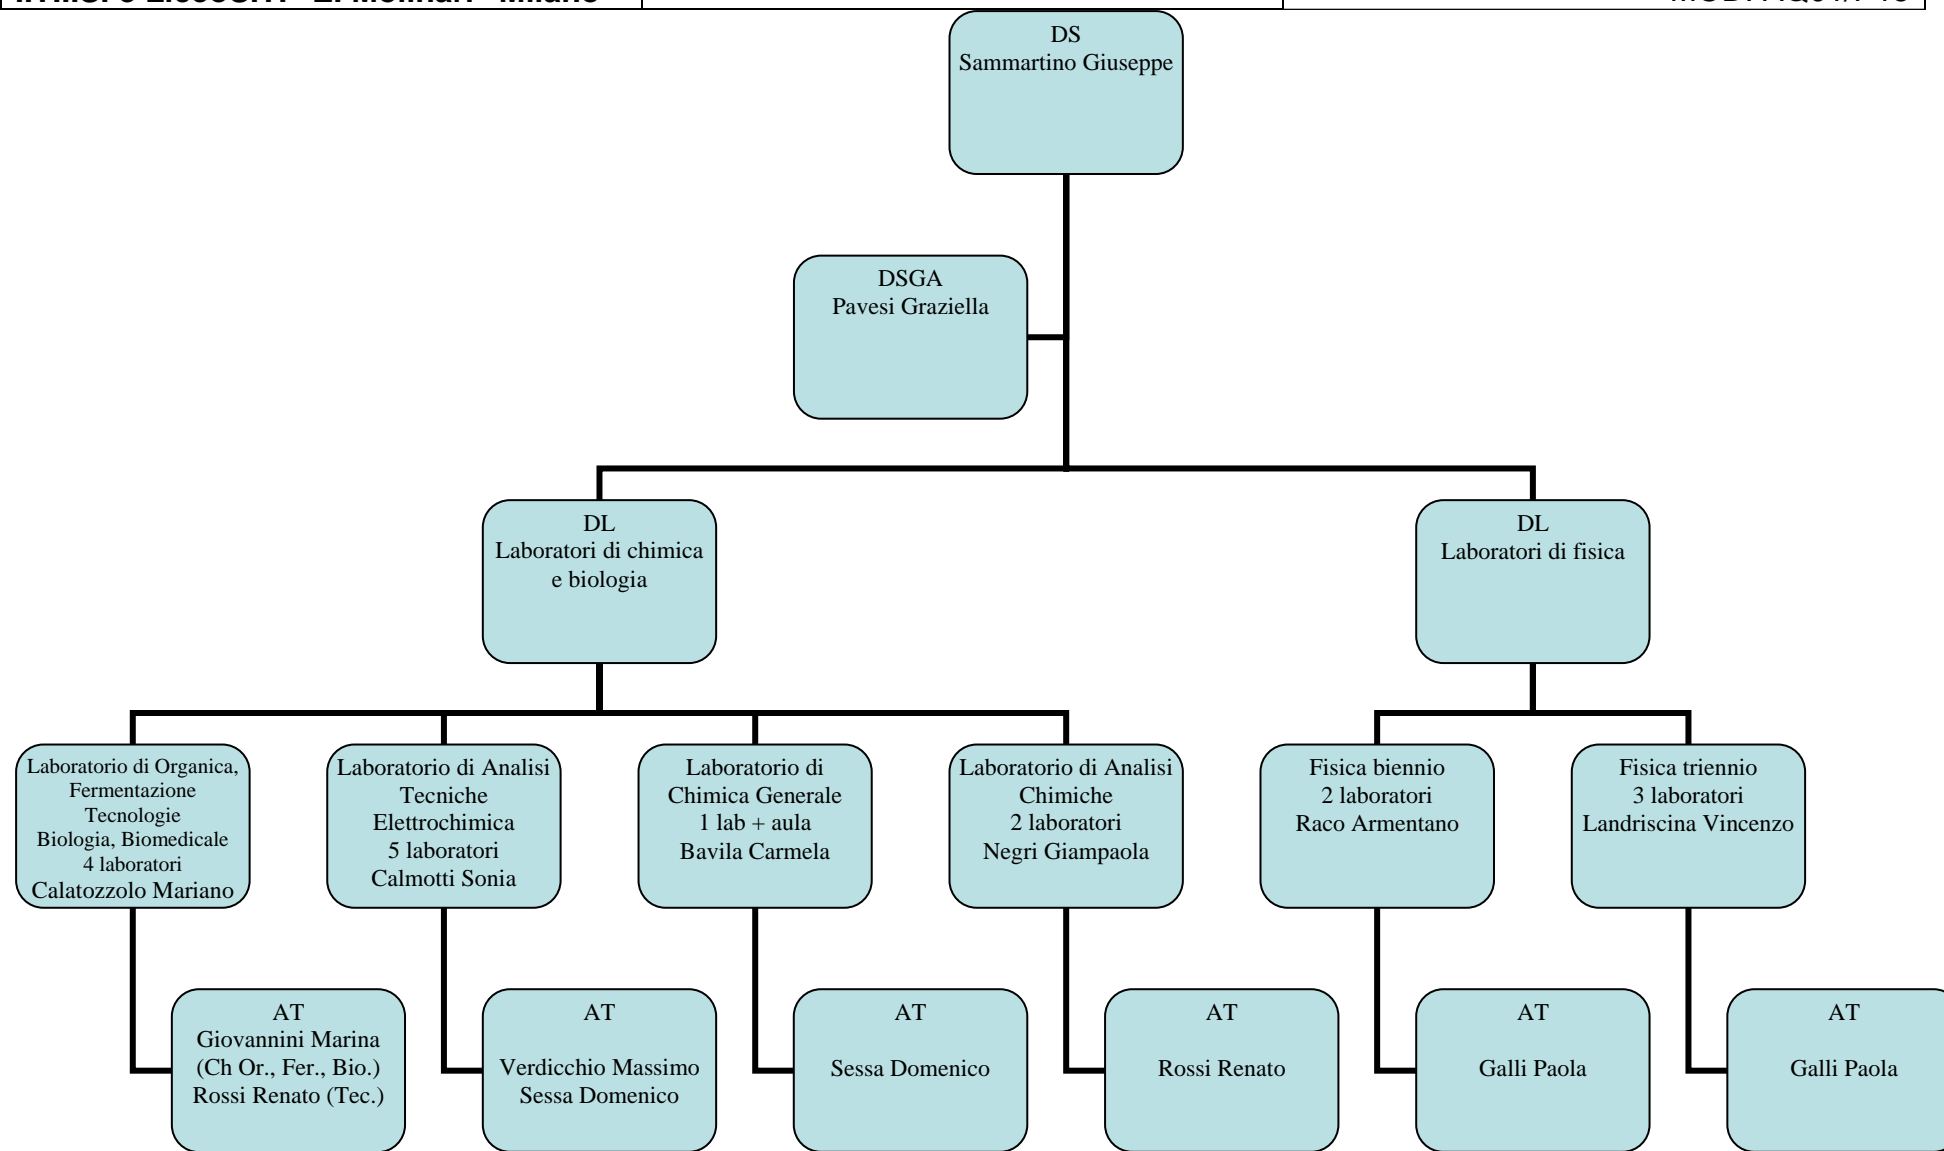 DS
Sammartino Giuseppe
DSGA
Pavesi Graziella
DL
Laboratori di chimica
e biologia
DL
Laboratori di fisica
Laboratorio di Organica,
Fermentazione
Tecnologie
Biologia, Biomedicale
4 laboratori
Calatozzolo Mariano
Laboratorio di Analisi
Tecniche
Elettrochimica
5 laboratori
Calmotti Sonia
Laboratorio di
Chimica Generale
1 lab + aula
Bavila Carmela
Laboratorio di Analisi
Chimiche
2 laboratori
Negri Giampaola
Fisica biennio
2 laboratori
Raco Armentano
Fisica triennio
3 laboratori
Landriscina Vincenzo
AT
Giovannini Marina
(Ch Or., Fer., Bio.)
Rossi Renato (Tec.)
AT
Verdicchio Massimo
Sessa Domenico
AT
Sessa Domenico
AT
Rossi Renato
AT
Galli Paola
AT
Galli Paola